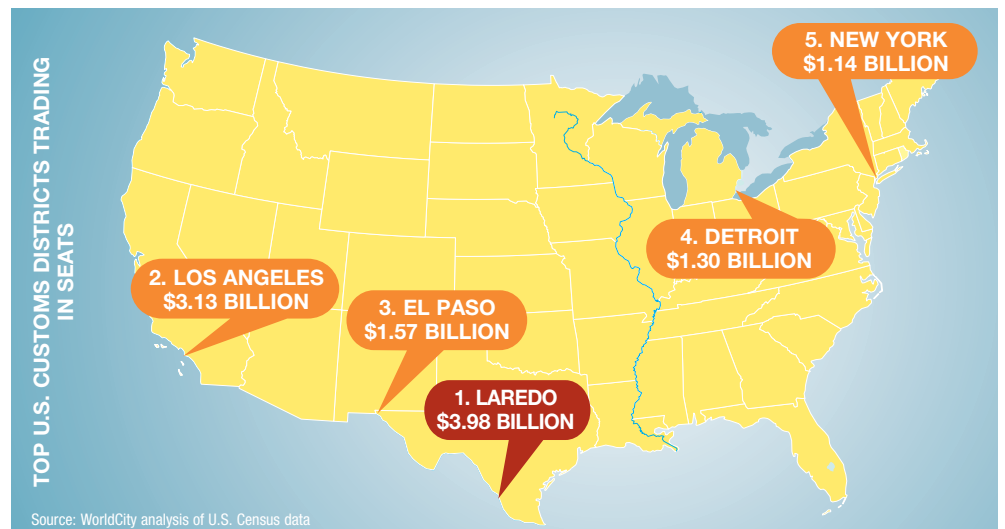 TOP U.S. CUSTOMS DISTRICTS TRADING
IN SEATS
5. NEW YORK
$1.14 BILLION
4. DETROIT
$1.30 BILLION
2. LOS ANGELES
$3.13 BILLION
3. EL PASO
$1.57 BILLION
1. LAREDO
$3.98 BILLION
Source: WorldCity analysis of U.S. Census data